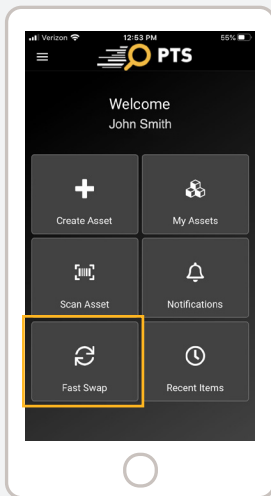 Verizon 12:53 PM 55%
PTS
Welcome
John Smith
Create Asset My Assets
Scan Asset Notifications
Fast Swap Recent Items